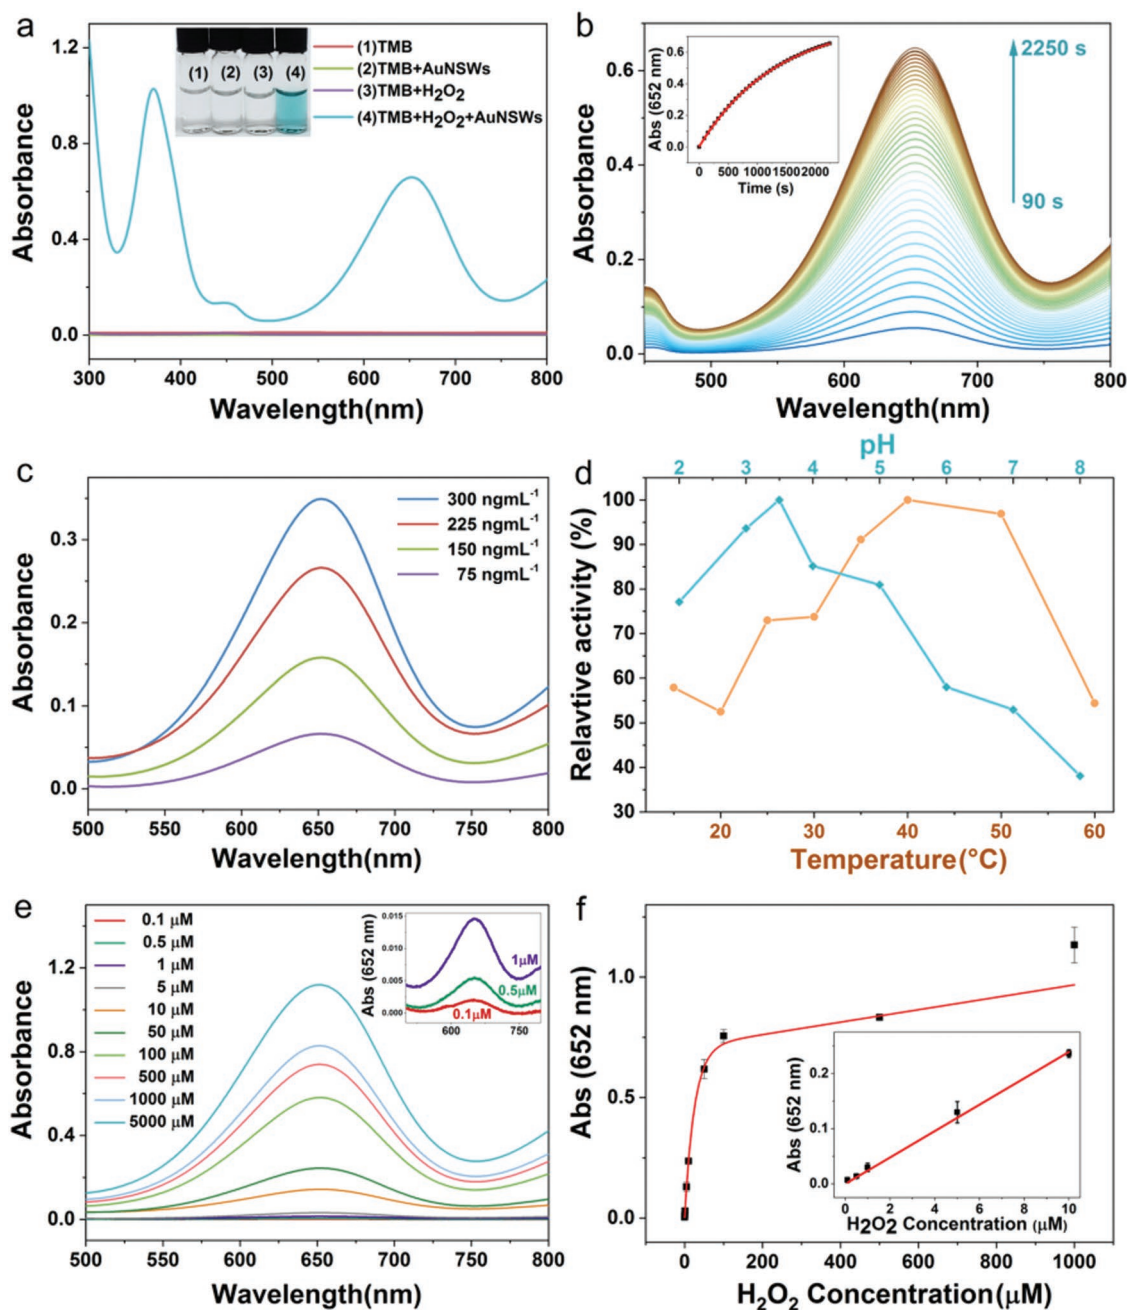 a
1.2
0.8
0.4
0.0
Absorbance
300 400 500 600 700 800
Wavelength(nm)
(1) (2) (3) (4)
(1)TMB
(2)TMB+AuNSWs
(3)TMB+H₂O₂
(4)TMB+H₂O₂+AuNSWs
b
0.6
0.4
0.2
0.0
Absorbance
500 600 700 800
Wavelength(nm)
0.6
0.4
0.2
0.0
Abs (652 nm)
0 500 1000 1500 2000
Time (s)
2250 s
90 s
c
0.3
0.2
0.1
0.0
Absorbance
500 550 600 650 700 750 800
Wavelength(nm)
300 ngmL⁻¹
225 ngmL⁻¹
150 ngmL⁻¹
75 ngmL⁻¹
d
pH
2 3 4 5 6 7 8
100
90
80
70
60
50
40
30
Relavtive activity (%)
20 30 40 50 60
Temperature(°C)
e
1.2
0.8
0.4
0.0
Absorbance
500 550 600 650 700 750 800
Wavelength(nm)
0.1 μM
0.5 μM
1 μM
5 μM
10 μM
50 μM
100 μM
500 μM
1000 μM
5000 μM
0.015
0.010
0.005
0.000
Abs (652 nm)
600 750
1μM
0.5μM
0.1μM
f
1.0
0.5
0.0
Abs (652 nm)
0 200 400 600 800 1000
H₂O₂ Concentration(μM)
0.2
0.1
0.0
Abs (652 nm)
0 2 4 6 8 10
H2O2 Concentration (μM)